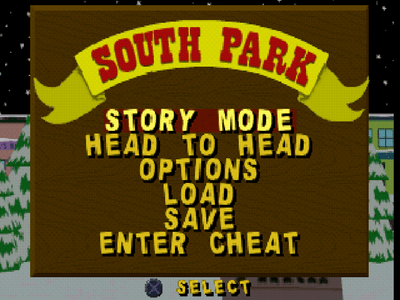 SOUTH PARK
STORY MODE
HEAD TO HEAD
OPTIONS
LOAD
SAVE
ENTER CHEAT
SELECT